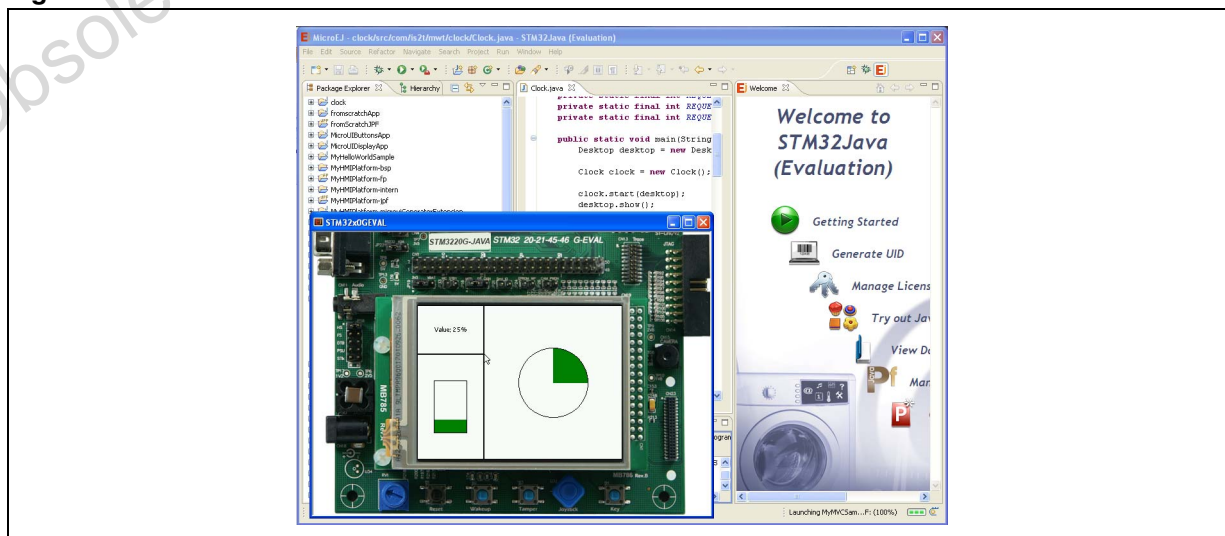 obsole
MicroEJ - clock/src/com/is2t/mwt/clock/Clock.java - STM32Java (Evaluation)
File Edit Source Refactor Navigate Search Project Run Window Help
Package Explorer
Hierarchy
Clock.java
Welcome
clock
fromscratchApp
fromScratchJPF
MicroUIButtonsApp
MicroUIDisplayApp
MyHelloWorldSample
MyHMIPlatform-bsp
MyHMIPlatform-fp
MyHMIPlatform-intern
MyHMIPlatform-jpf
private static final int REQUE
private static final int REQUE
public static void main(String
Desktop desktop = new Desk
Clock clock = new Clock();
clock.start(desktop);
desktop.show();
Welcome to
STM32Java
(Evaluation)
Getting Started
Generate UID
Manage Licens
Try out Jav
View Do
Man
STM32x0GEVAL
STM3220G-JAVA STM32 20-21-45-46 G-EVAL
Value; 25%
MB785
Reset Wakeup Tamper Joystick Key
Launching MyMVCSam...F: (100%)